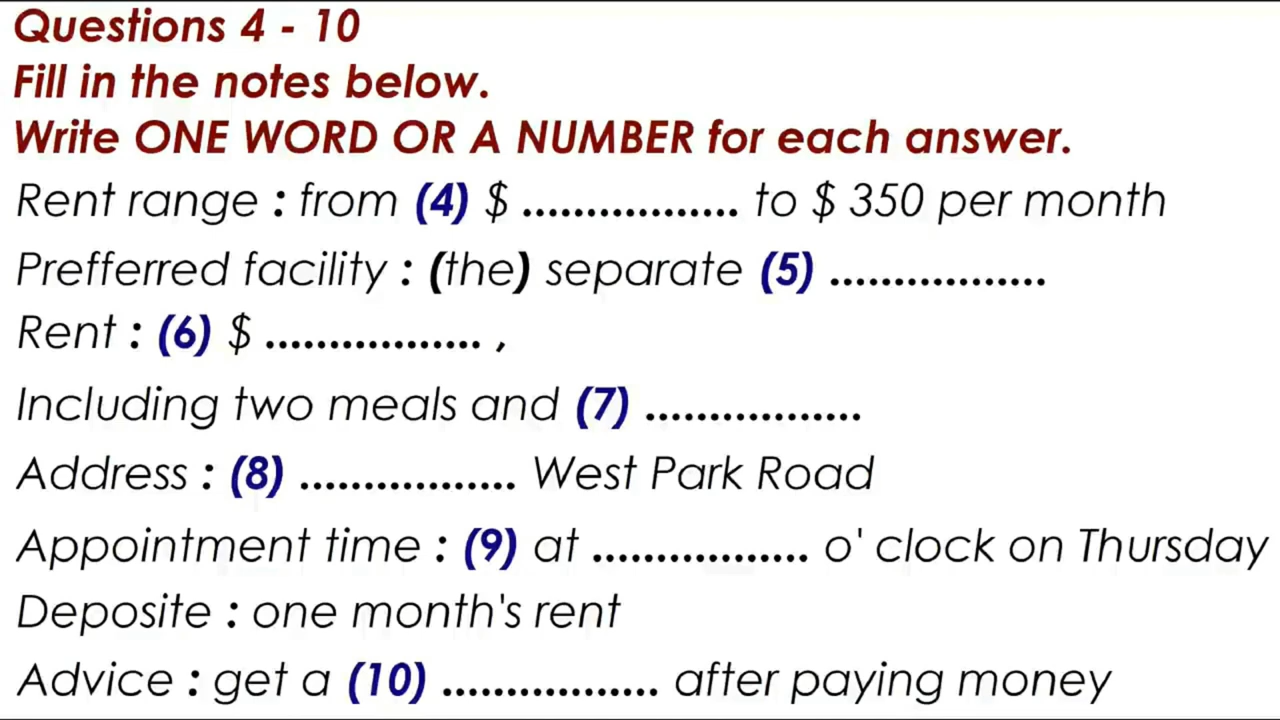 Questions 4 - 10
Fill in the notes below.
Write ONE WORD OR A NUMBER for each answer.
Rent range : from (4) $ ................. to $ 350 per month
Prefferred facility : (the) separate (5) .................
Rent : (6) $ ................. ,
Including two meals and (7) .................
Address : (8) ................. West Park Road
Appointment time : (9) at ................. o' clock on Thursday
Deposite : one month's rent
Advice : get a (10) ................. after paying money